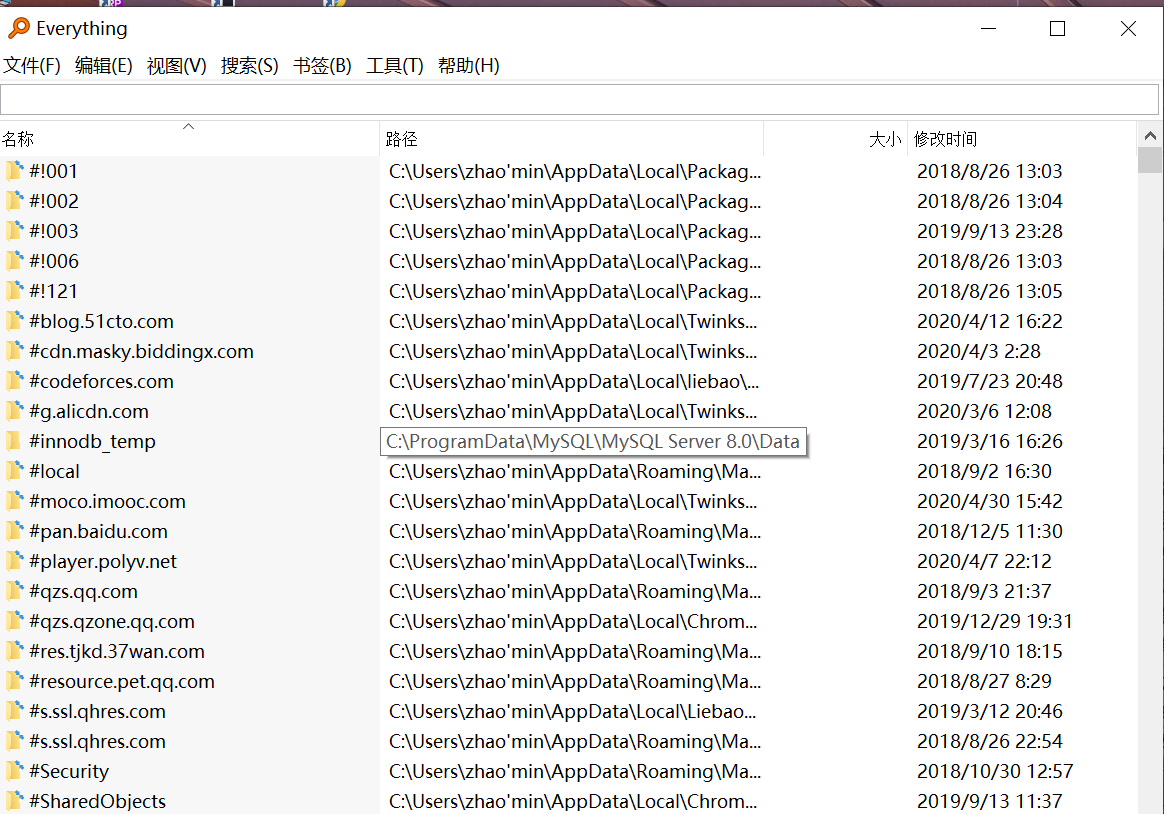 Everything
文件(F) 编辑(E) 视图(V) 搜索(S) 书签(B) 工具(T) 帮助(H)
名称 路径 大小 修改时间
#!001 C:\Users\zhao'min\AppData\Local\Packag... 2018/8/26 13:03
#!002 C:\Users\zhao'min\AppData\Local\Packag... 2018/8/26 13:04
#!003 C:\Users\zhao'min\AppData\Local\Packag... 2019/9/13 23:28
#!006 C:\Users\zhao'min\AppData\Local\Packag... 2018/8/26 13:03
#!121 C:\Users\zhao'min\AppData\Local\Packag... 2018/8/26 13:05
#blog.51cto.com C:\Users\zhao'min\AppData\Local\Twinks... 2020/4/12 16:22
#cdn.masky.biddingx.com C:\Users\zhao'min\AppData\Local\Twinks... 2020/4/3 2:28
#codeforces.com C:\Users\zhao'min\AppData\Local\liebao\... 2019/7/23 20:48
#g.alicdn.com C:\Users\zhao'min\AppData\Local\Twinks... 2020/3/6 12:08
#innodb_temp C:\ProgramData\MySQL\MySQL Server 8.0\Data 2019/3/16 16:26
#local C:\Users\zhao'min\AppData\Roaming\Ma... 2018/9/2 16:30
#moco.imooc.com C:\Users\zhao'min\AppData\Local\Twinks... 2020/4/30 15:42
#pan.baidu.com C:\Users\zhao'min\AppData\Roaming\Ma... 2018/12/5 11:30
#player.polyv.net C:\Users\zhao'min\AppData\Local\Twinks... 2020/4/7 22:12
#qzs.qq.com C:\Users\zhao'min\AppData\Roaming\Ma... 2018/9/3 21:37
#qzs.qzone.qq.com C:\Users\zhao'min\AppData\Local\Chrom... 2019/12/29 19:31
#res.tjkd.37wan.com C:\Users\zhao'min\AppData\Roaming\Ma... 2018/9/10 18:15
#resource.pet.qq.com C:\Users\zhao'min\AppData\Roaming\Ma... 2018/8/27 8:29
#s.ssl.qhres.com C:\Users\zhao'min\AppData\Local\Liebao... 2019/3/12 20:46
#s.ssl.qhres.com C:\Users\zhao'min\AppData\Roaming\Ma... 2018/8/26 22:54
#Security C:\Users\zhao'min\AppData\Roaming\Ma... 2018/10/30 12:57
#SharedObjects C:\Users\zhao'min\AppData\Local\Chrom... 2019/9/13 11:37